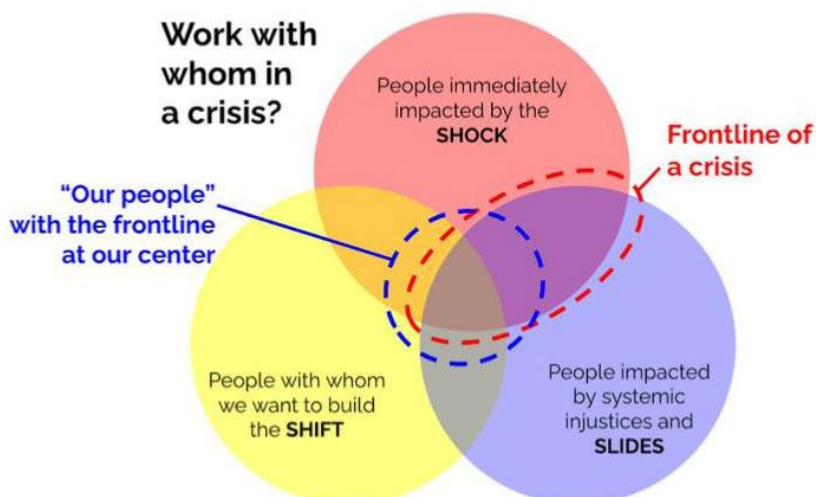 Work with
whom in
a crisis?
People immediately
impacted by the
SHOCK
Frontline of
a crisis
"Our people"
with the frontline
at our center
People with whom
we want to build
the SHIFT
People impacted
by systemic
injustices and
SLIDES